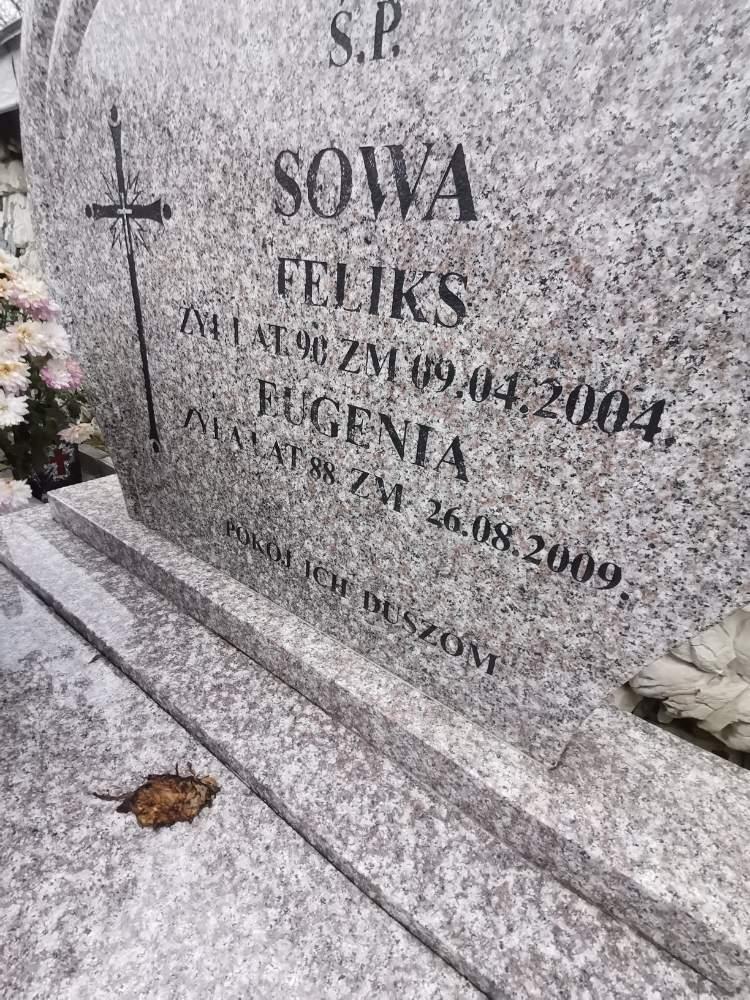 Ś.P.
SOWA
FELIKS
ŻYŁ LAT 90 ZM 09.04.2004.
EUGENIA
ŻYŁA LAT 88 ZM 26.08.2009.
POKÓJ ICH DUSZOM